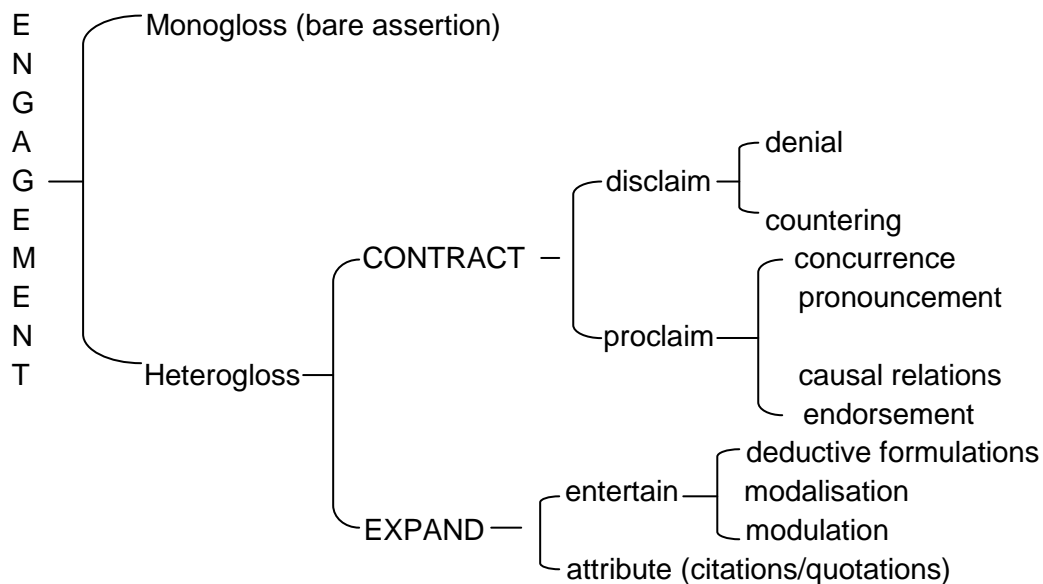 ENGAGEMENT
Monogloss (bare assertion)
Heterogloss
CONTRACT
disclaim
denial
countering
proclaim
concurrence
pronouncement
causal relations
endorsement
EXPAND
entertain
deductive formulations
modalisation
modulation
attribute (citations/quotations)